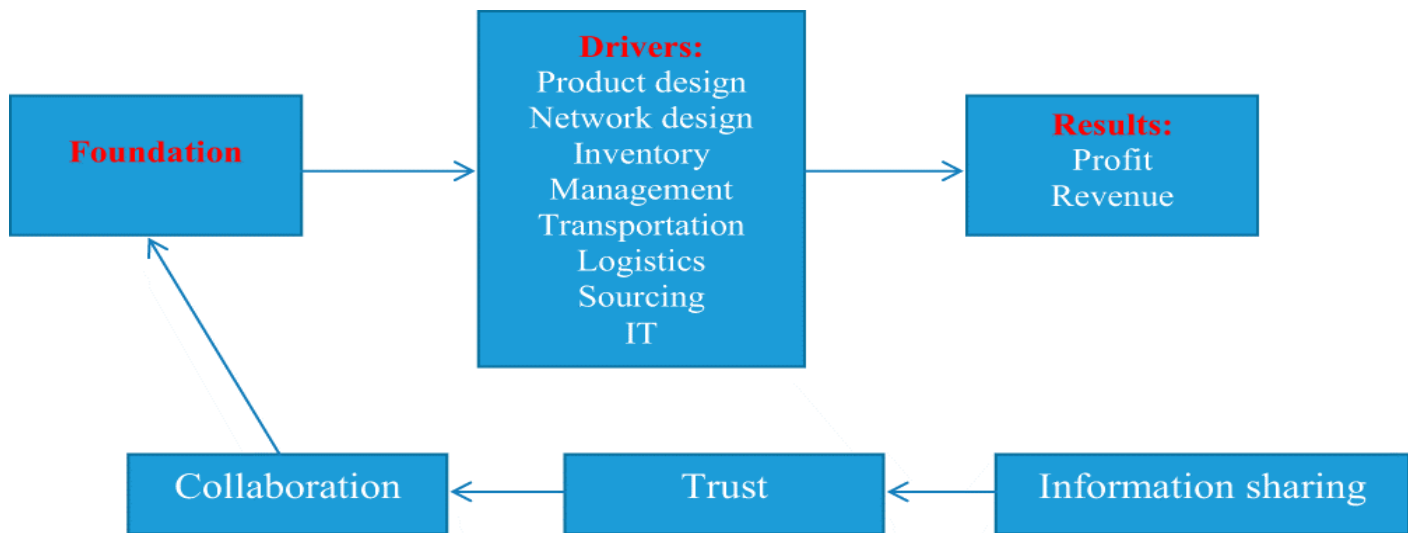 Foundation
Drivers:
Product design
Network design
Inventory
Management
Transportation
Logistics
Sourcing
IT
Results:
Profit
Revenue
Collaboration
Trust
Information sharing